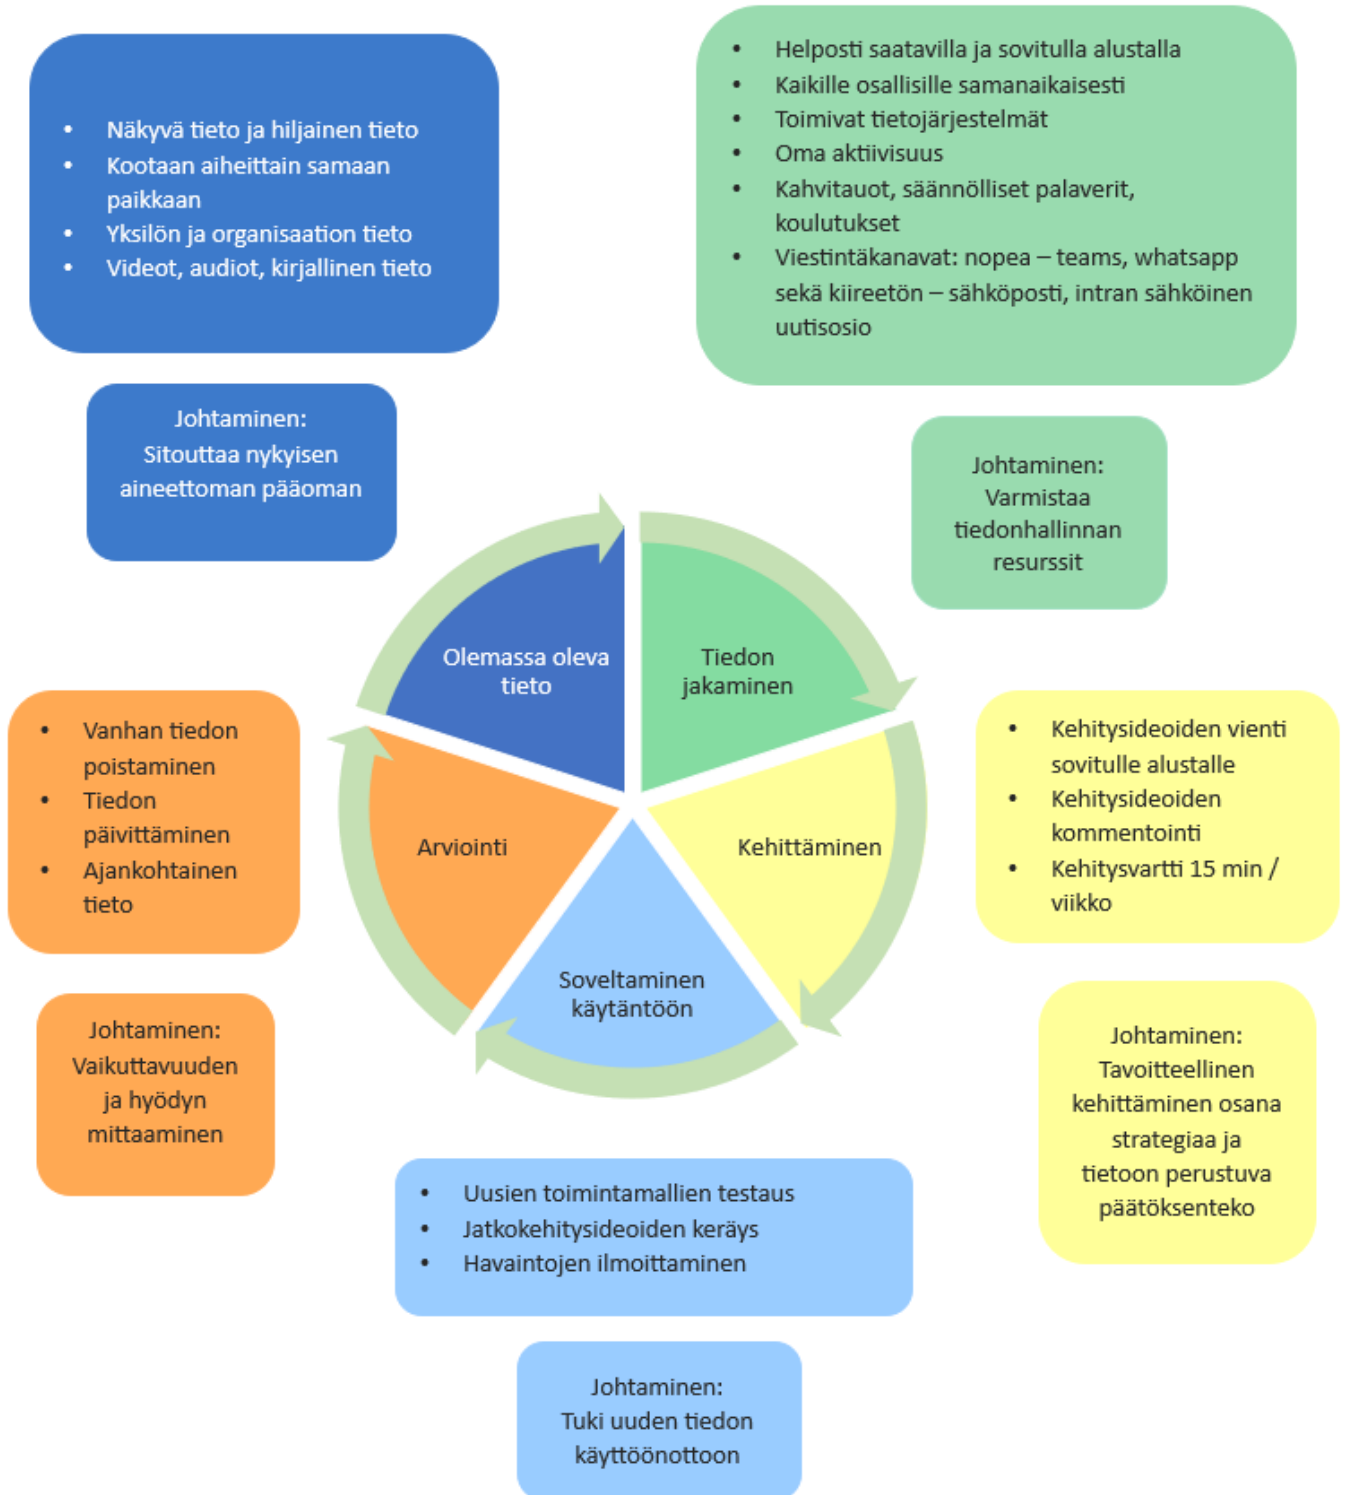 • Näkyvä tieto ja hiljainen tieto
• Kootaan aiheittain samaan
paikkaan
• Yksilön ja organisaation tieto
• Videot, audiot, kirjallinen tieto
Johtaminen:
Sitouttaa nykyisen
aineettoman pääoman
• Helposti saatavilla ja sovitulla alustalla
• Kaikille osallisille samanaikaisesti
• Toimivat tietojärjestelmät
• Oma aktiivisuus
• Kahvitauot, säännölliset palaverit,
koulutukset
• Viestintäkanavat: nopea – teams, whatsapp
sekä kiireetön – sähköposti, intran sähköinen
uutisosio
Johtaminen:
Varmistaa
tiedonhallinnan
resurssit
Olemassa oleva
tieto
Tiedon
jakaminen
Kehittäminen
Soveltaminen
käytäntöön
Arviointi
• Kehitysideoiden vienti
sovitulle alustalle
• Kehitysideoiden
kommentointi
• Kehitysvartti 15 min /
viikko
Johtaminen:
Tavoitteellinen
kehittäminen osana
strategiaa ja
tietoon perustuva
päätöksenteko
• Uusien toimintamallien testaus
• Jatkokehitysideoiden keräys
• Havaintojen ilmoittaminen
Johtaminen:
Tuki uuden tiedon
käyttöönottoon
• Vanhan tiedon
poistaminen
• Tiedon
päivittäminen
• Ajankohtainen
tieto
Johtaminen:
Vaikuttavuuden
ja hyödyn
mittaaminen